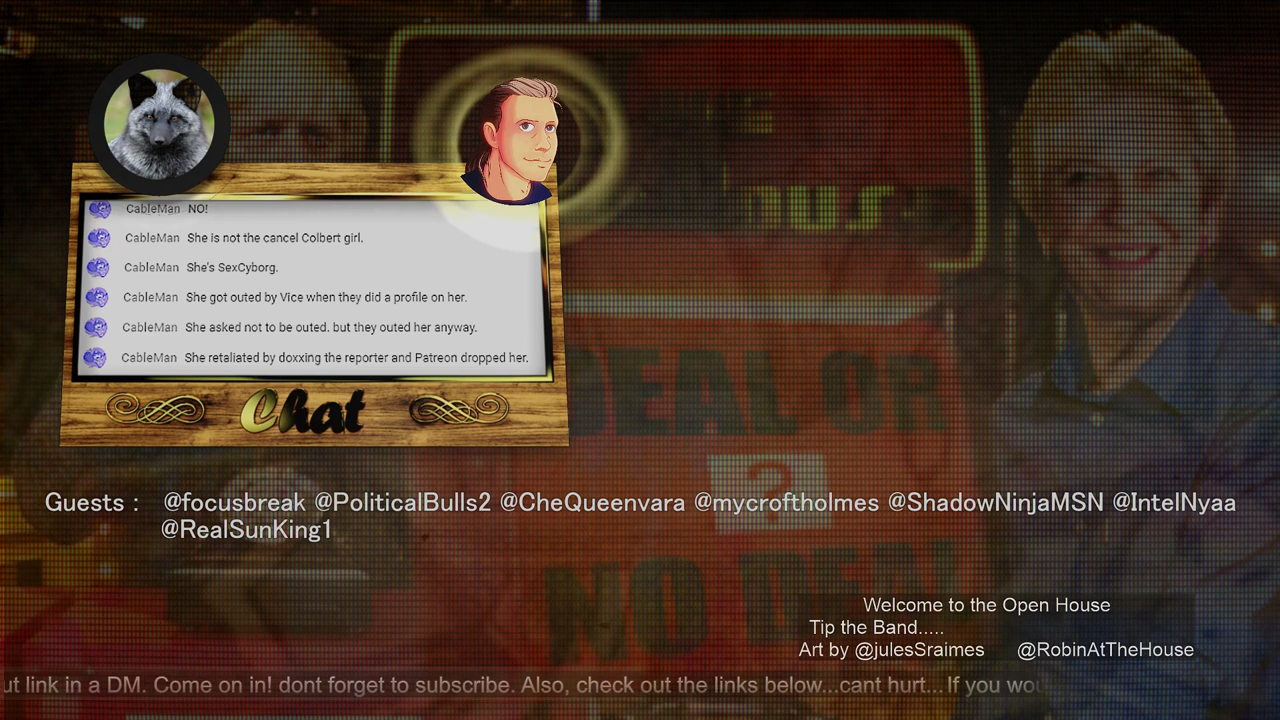 CableMan NO!
CableMan She is not the cancel Colbert girl.
CableMan She's SexCyborg.
CableMan She got outed by Vice when they did a profile on her.
CableMan She asked not to be outed. but they outed her anyway.
CableMan She retaliated by doxxing the reporter and Patreon dropped her.
Chat
DEAL OR
?
NO DEAL
Guests : @focusbreak @PoliticalBulls2 @CheQueenvara @mycroftholmes @ShadowNinjaMSN @IntelNyaa
@RealSunKing1
Welcome to the Open House
Tip the Band.....
Art by @julesSraimes @RobinAtTheHouse
ut link in a DM. Come on in! dont forget to subscribe. Also, check out the links below...cant hurt... If you wou